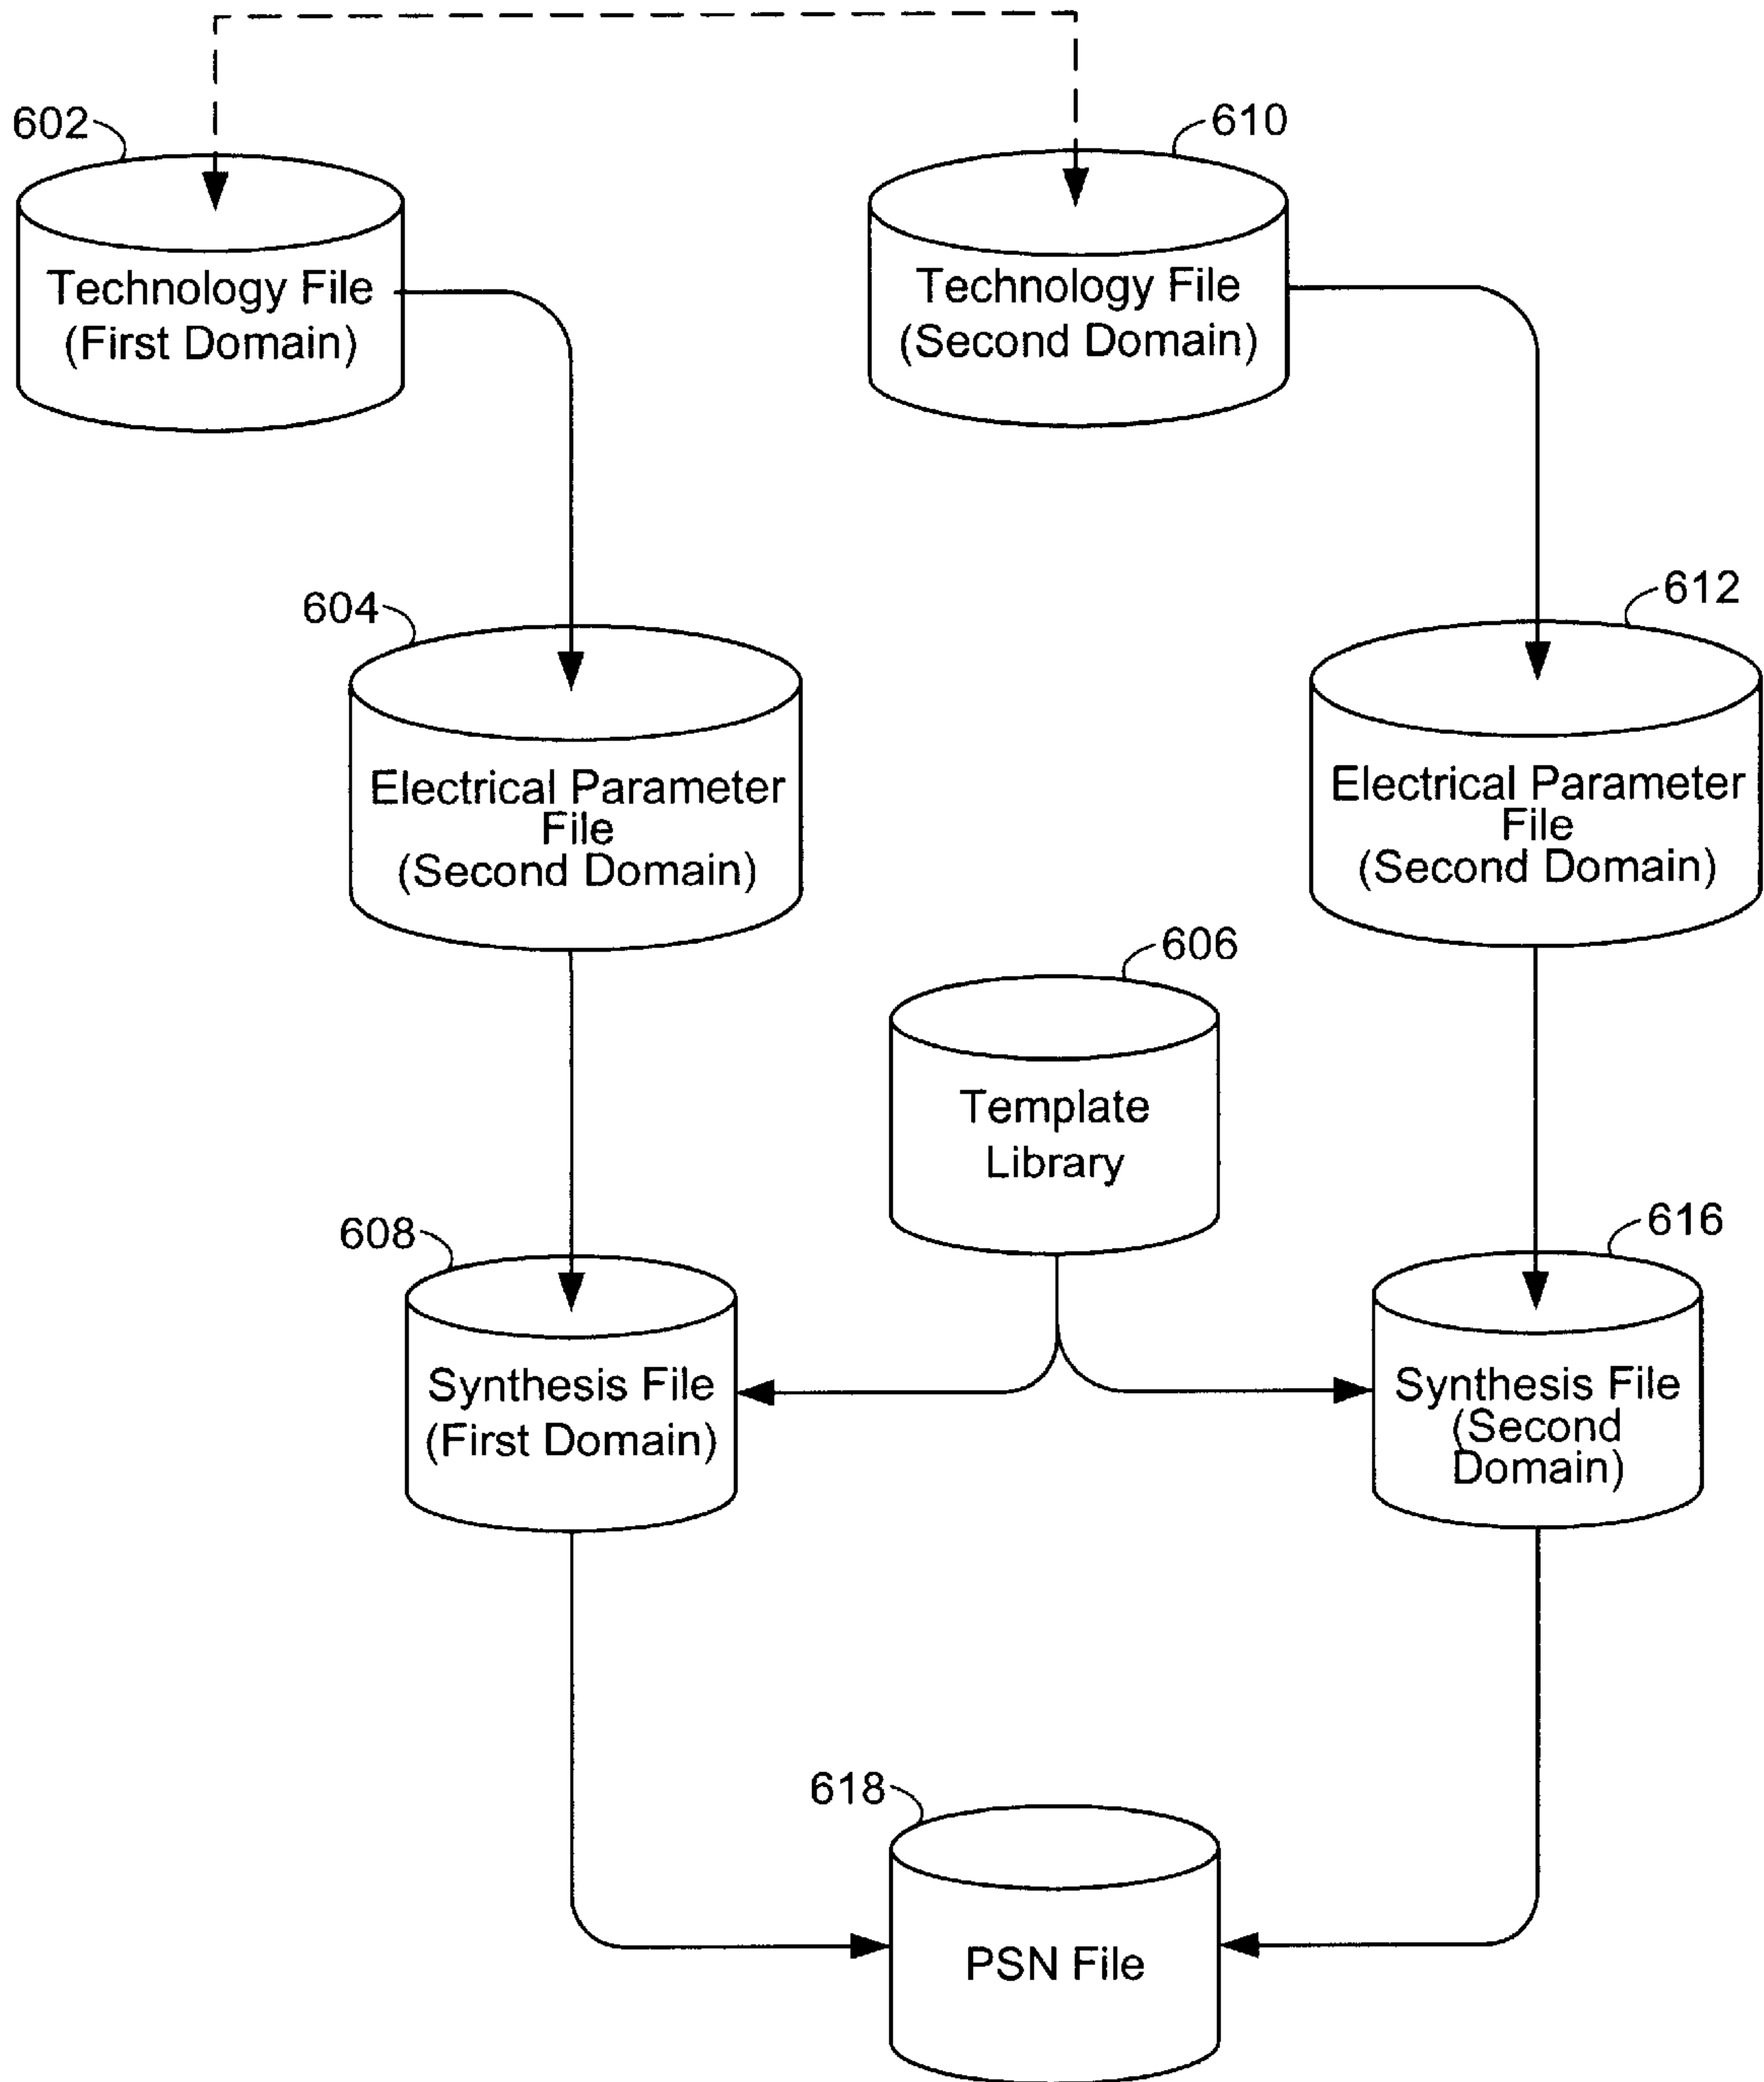 602
610
Technology File
(First Domain)
Technology File
(Second Domain)
604
612
Electrical Parameter
File
(Second Domain)
Electrical Parameter
File
(Second Domain)
606
Template
Library
608
616
Synthesis File
(First Domain)
Synthesis File
(Second
Domain)
618
PSN File